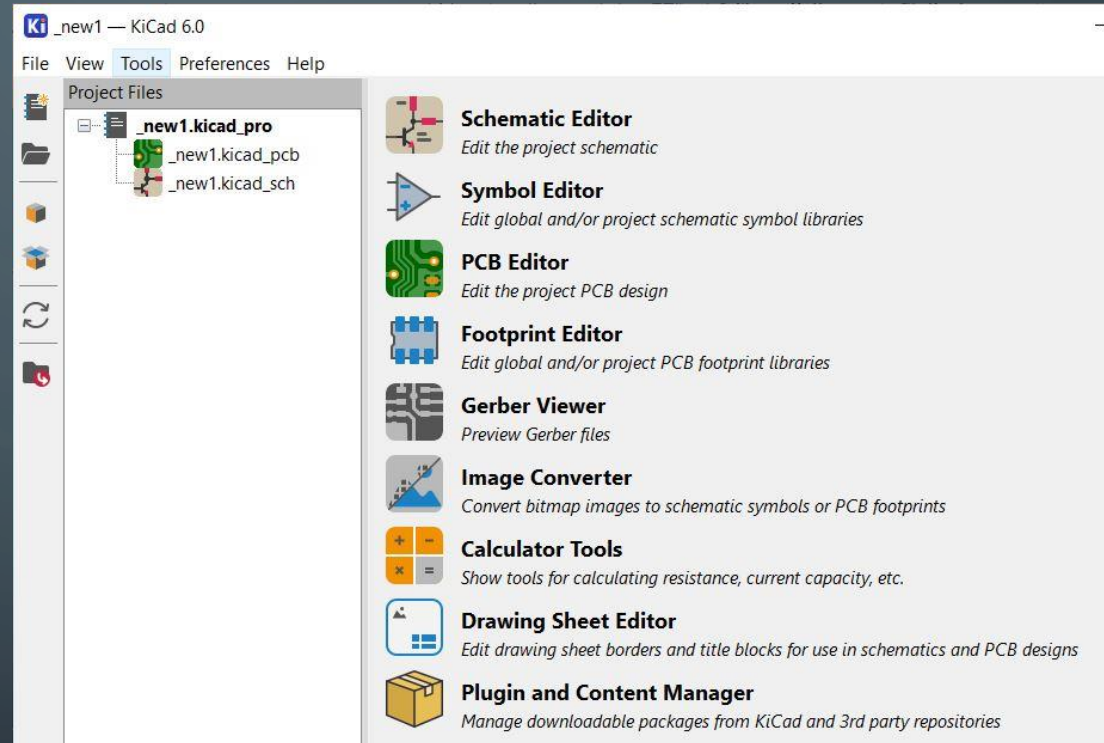 Ki _new1 — KiCad 6.0
File View Tools Preferences Help
Project Files
_new1.kicad_pro
_new1.kicad_pcb
_new1.kicad_sch
Schematic Editor
Edit the project schematic
Symbol Editor
Edit global and/or project schematic symbol libraries
PCB Editor
Edit the project PCB design
Footprint Editor
Edit global and/or project PCB footprint libraries
Gerber Viewer
Preview Gerber files
Image Converter
Convert bitmap images to schematic symbols or PCB footprints
Calculator Tools
Show tools for calculating resistance, current capacity, etc.
Drawing Sheet Editor
Edit drawing sheet borders and title blocks for use in schematics and PCB designs
Plugin and Content Manager
Manage downloadable packages from KiCad and 3rd party repositories